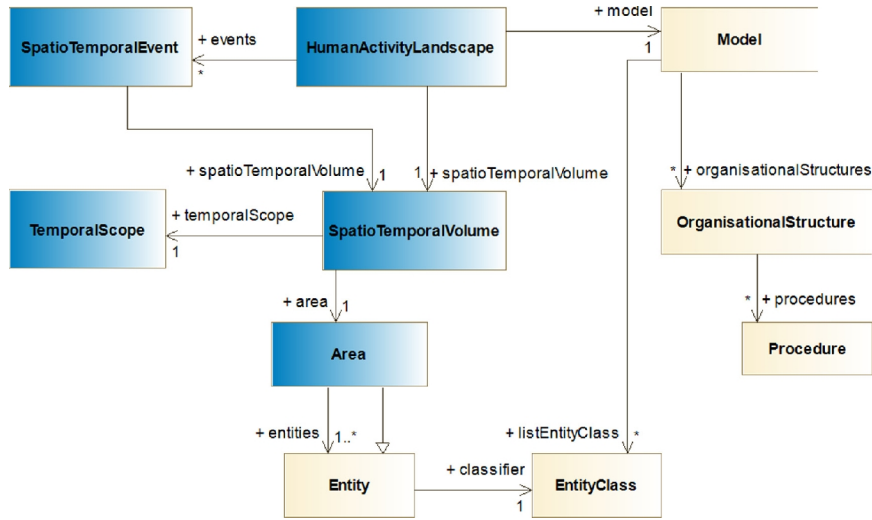 SpatioTemporalEvent
+ events
*
HumanActivityLandscape
+ model
1
Model
+ spatioTemporalVolume
1
1
+ spatioTemporalVolume
*
+ organisationalStructures
TemporalScope
+ temporalScope
1
SpatioTemporalVolume
OrganisationalStructure
+ area
1
*
+ procedures
Area
Procedure
+ entities
1..*
+ listEntityClass
*
Entity
+ classifier
1
EntityClass